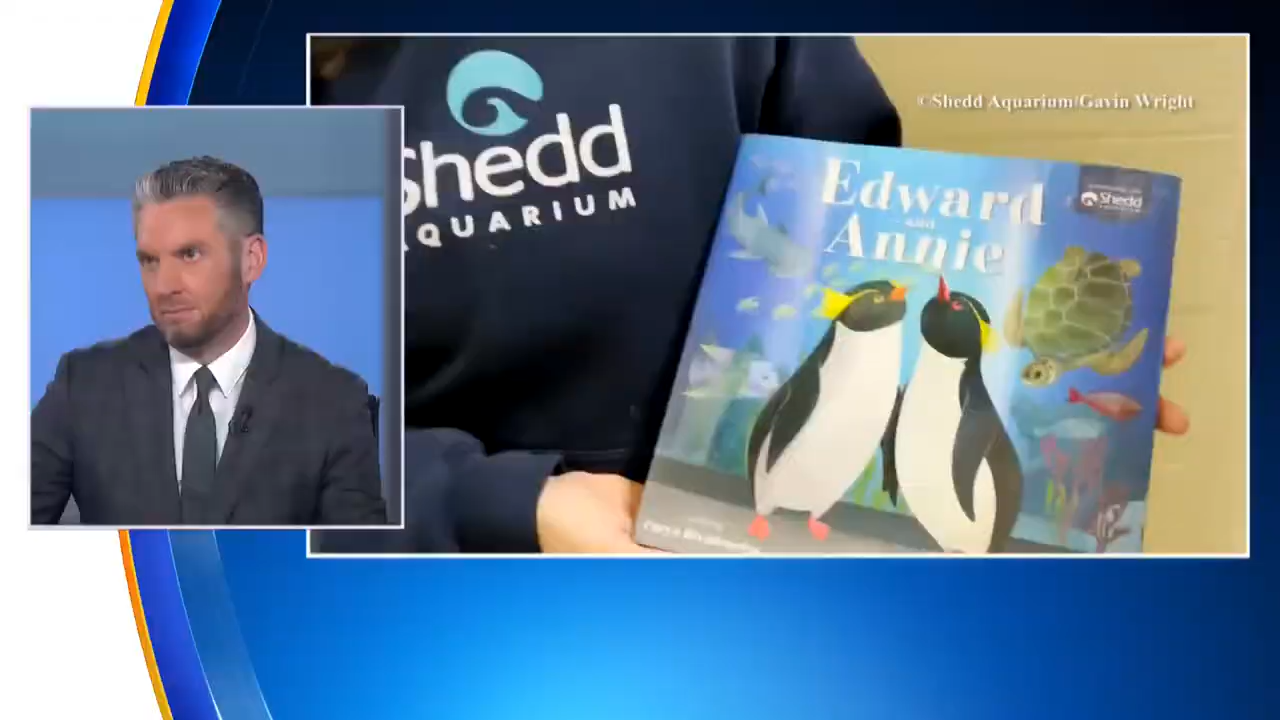 ©Shedd Aquarium/Gavin Wright
Shedd
AQUARIUM
Edward
and
Annie
Shedd